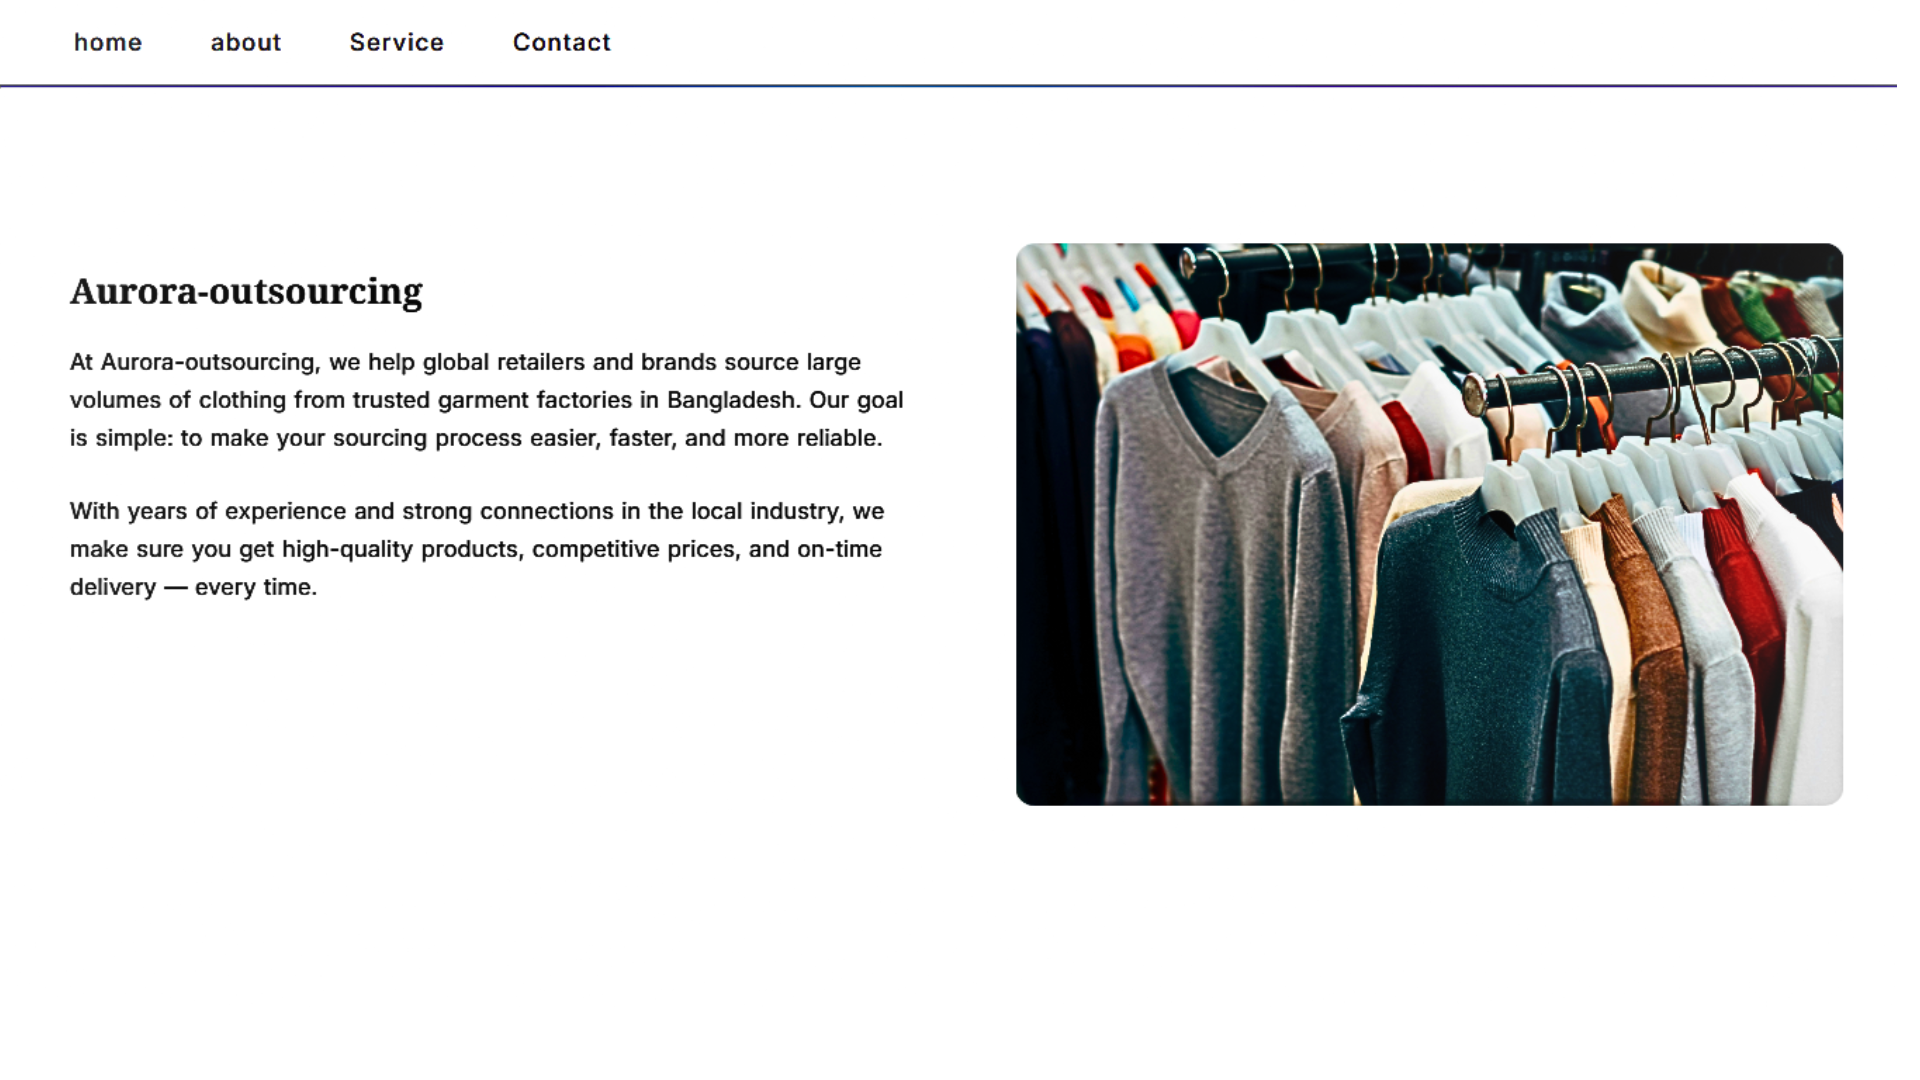 home about Service Contact
Aurora-outsourcing
At Aurora-outsourcing, we help global retailers and brands source large
volumes of clothing from trusted garment factories in Bangladesh. Our goal
is simple: to make your sourcing process easier, faster, and more reliable.
With years of experience and strong connections in the local industry, we
make sure you get high-quality products, competitive prices, and on-time
delivery — every time.